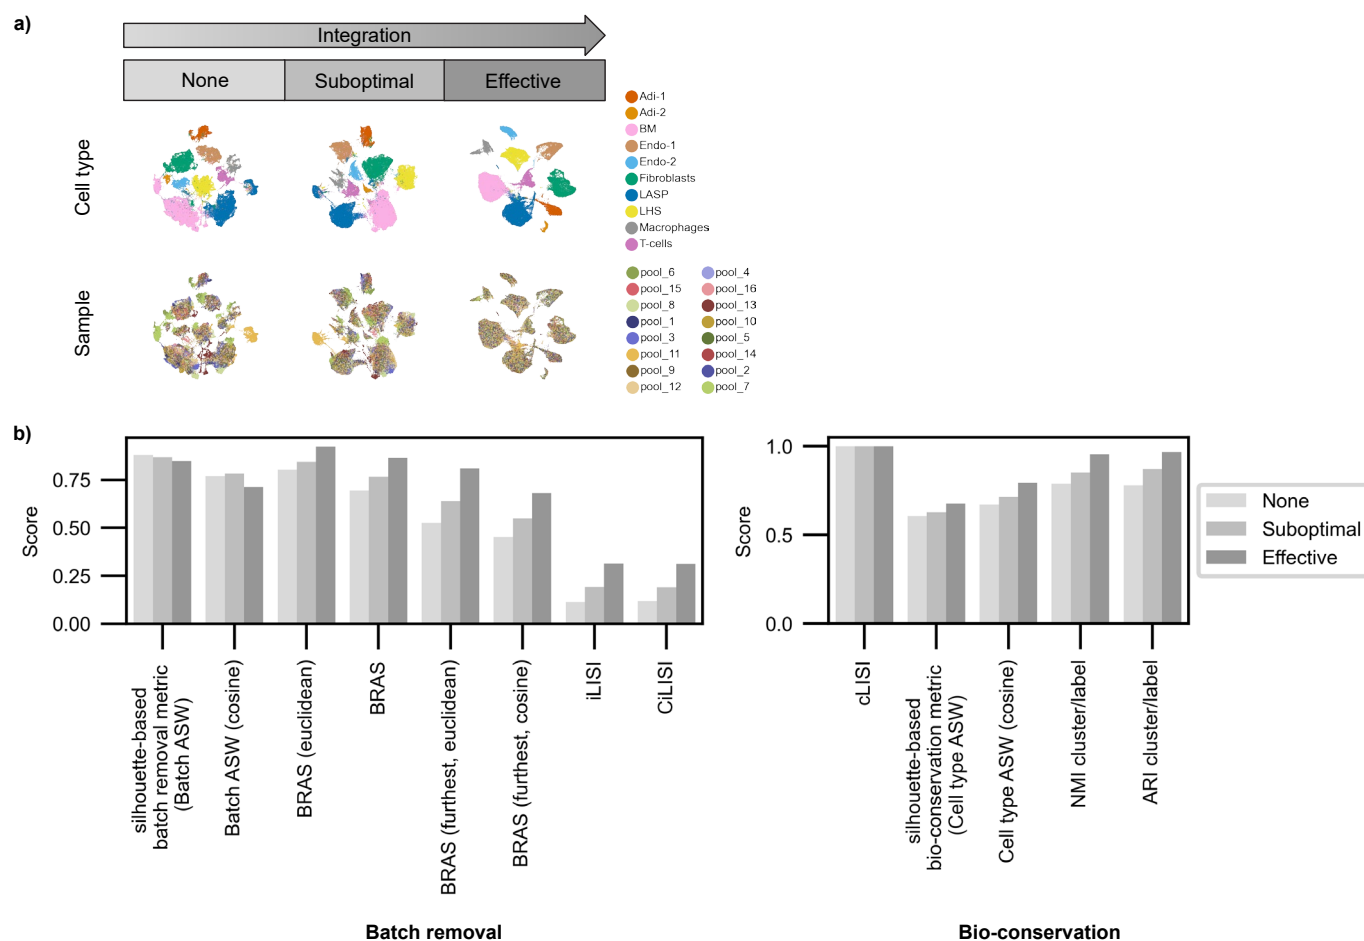 a)
Integration
None
Suboptimal
Effective
Cell type
Adi-1
Adi-2
BM
Endo-1
Endo-2
Fibroblasts
LASP
LHS
Macrophages
T-cells
Sample
pool_6
pool_15
pool_8
pool_1
pool_3
pool_11
pool_9
pool_12
pool_4
pool_16
pool_13
pool_10
pool_5
pool_14
pool_2
pool_7
b)
Score
0.75
0.50
0.25
0.00
silhouette-based
batch removal metric
(Batch ASW)
Batch ASW (cosine)
BRAS (euclidean)
BRAS
BRAS (furthest, euclidean)
BRAS (furthest, cosine)
iLISI
CiLISI
Batch removal
Score
1.0
0.5
0.0
cLISI
silhouette-based
bio-conservation metric
(Cell type ASW)
Cell type ASW (cosine)
NMI cluster/label
ARI cluster/label
Bio-conservation
None
Suboptimal
Effective